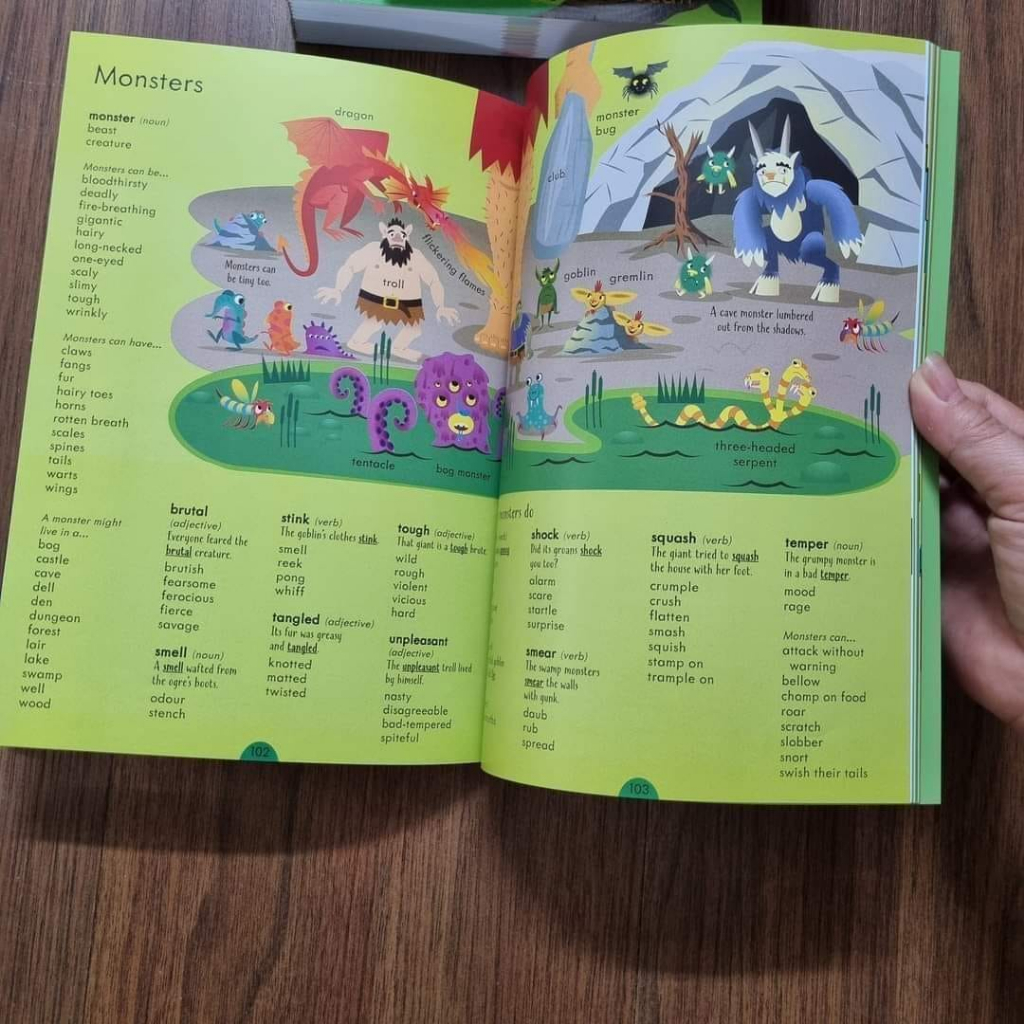 Monsters
monster (noun)
beast
creature
Monsters can be...
bloodthirsty
deadly
fire-breathing
gigantic
hairy
long-necked
one-eyed
scaly
slimy
tough
wrinkly
Monsters can have...
claws
fangs
fur
hairy toes
horns
rotten breath
scales
spines
tails
warts
wings
A monster might
live in a...
bog
castle
cave
dell
den
dungeon
forest
lair
lake
swamp
well
wood
dragon
Monsters can
be tiny too.
troll
flickering flames
tentacle
bog monster
brutal
(adjective)
Everyone feared the
brutal creature.
brutish
fearsome
ferocious
fierce
savage
smell (noun)
A smell wafted from
the ogre's boots.
odour
stench
stink (verb)
The goblin's clothes stink.
smell
reek
pong
whiff
tangled (adjective)
Its fur was greasy
and tangled.
knotted
matted
twisted
tough (adjective)
That giant is a tough brute.
wild
rough
violent
vicious
hard
unpleasant
(adjective)
The unpleasant troll lived
by himself.
nasty
disagreeable
bad-tempered
spiteful
102
monster
bug
club
goblin
gremlin
A cave monster lumbered
out from the shadows.
three-headed
serpent
do
shock (verb)
Did its groans shock
you too?
alarm
scare
startle
surprise
smear (verb)
The swamp monsters
smear the walls
with gunk.
daub
rub
spread
squash (verb)
The giant tried to squash
the house with her foot.
crumple
crush
flatten
smash
squish
stamp on
trample on
temper (noun)
The grumpy monster is
in a bad temper.
mood
rage
Monsters can...
attack without
warning
bellow
chomp on food
roar
scratch
slobber
snort
swish their tails
103